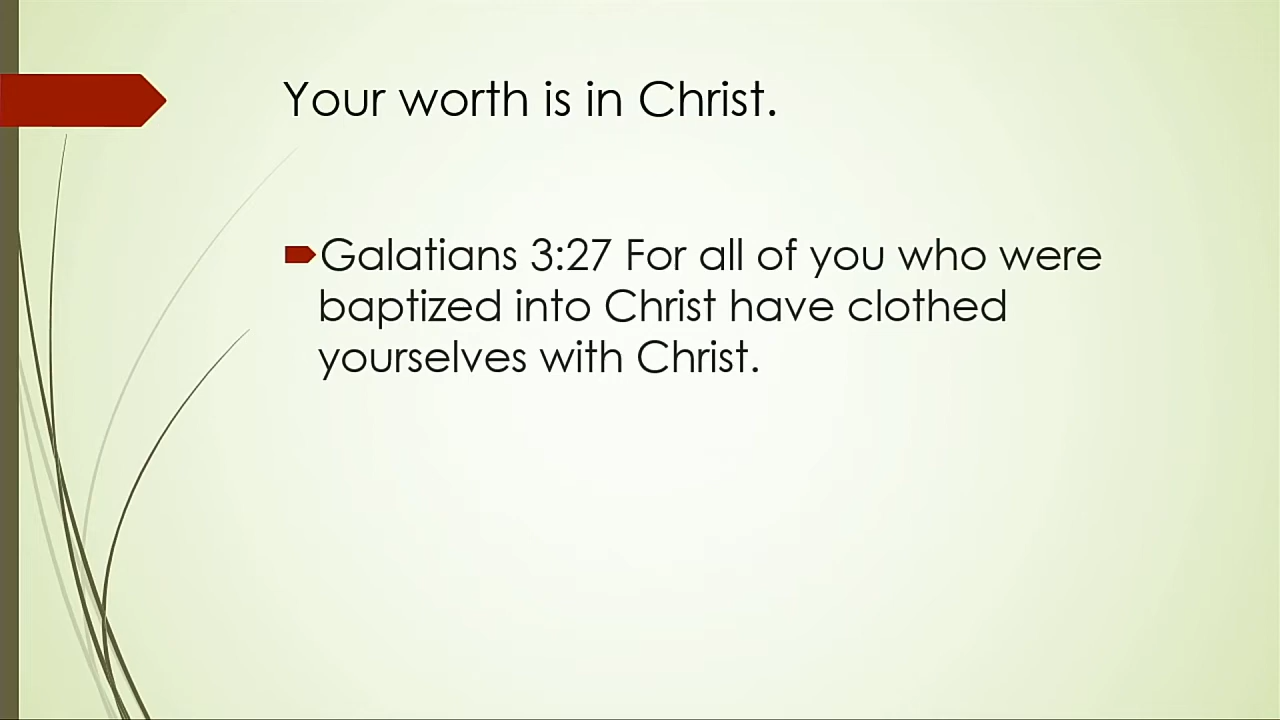 Your worth is in Christ.
Galatians 3:27 For all of you who were
baptized into Christ have clothed
yourselves with Christ.